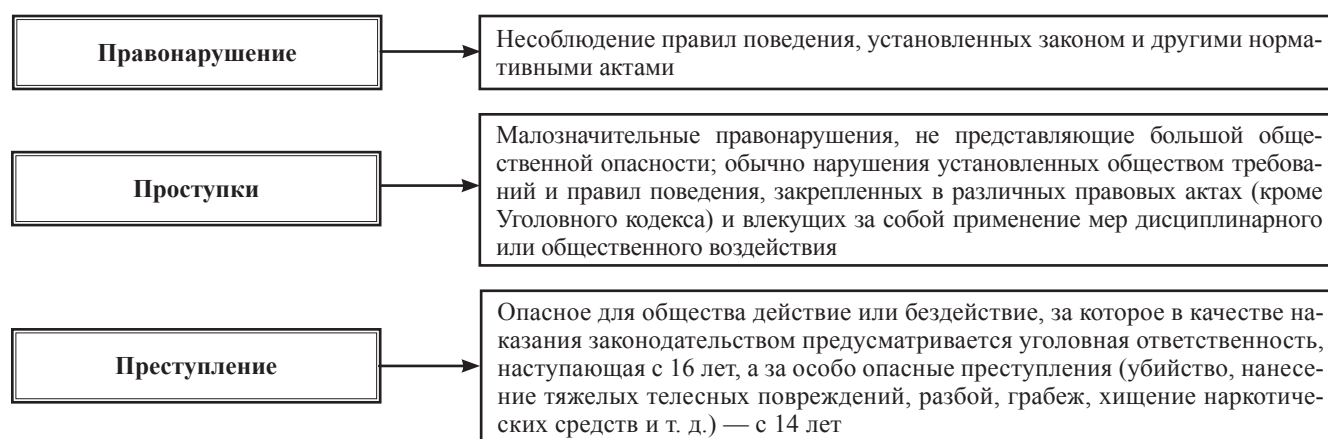 Правонарушение
Несоблюдение правил поведения, установленных законом и другими норма-
тивными актами
Проступки
Малозначительные правонарушения, не представляющие большой обще-
ственной опасности; обычно нарушения установленных обществом требова-
ний и правил поведения, закрепленных в различных правовых актах (кроме
Уголовного кодекса) и влекущих за собой применение мер дисциплинарного
или общественного воздействия
Преступление
Опасное для общества действие или бездействие, за которое в качестве на-
казания законодательством предусматривается уголовная ответственность,
наступающая с 16 лет, а за особо опасные преступления (убийство, нанесе-
ние тяжелых телесных повреждений, разбой, грабеж, хищение наркотиче-
ских средств и т. д.) — с 14 лет